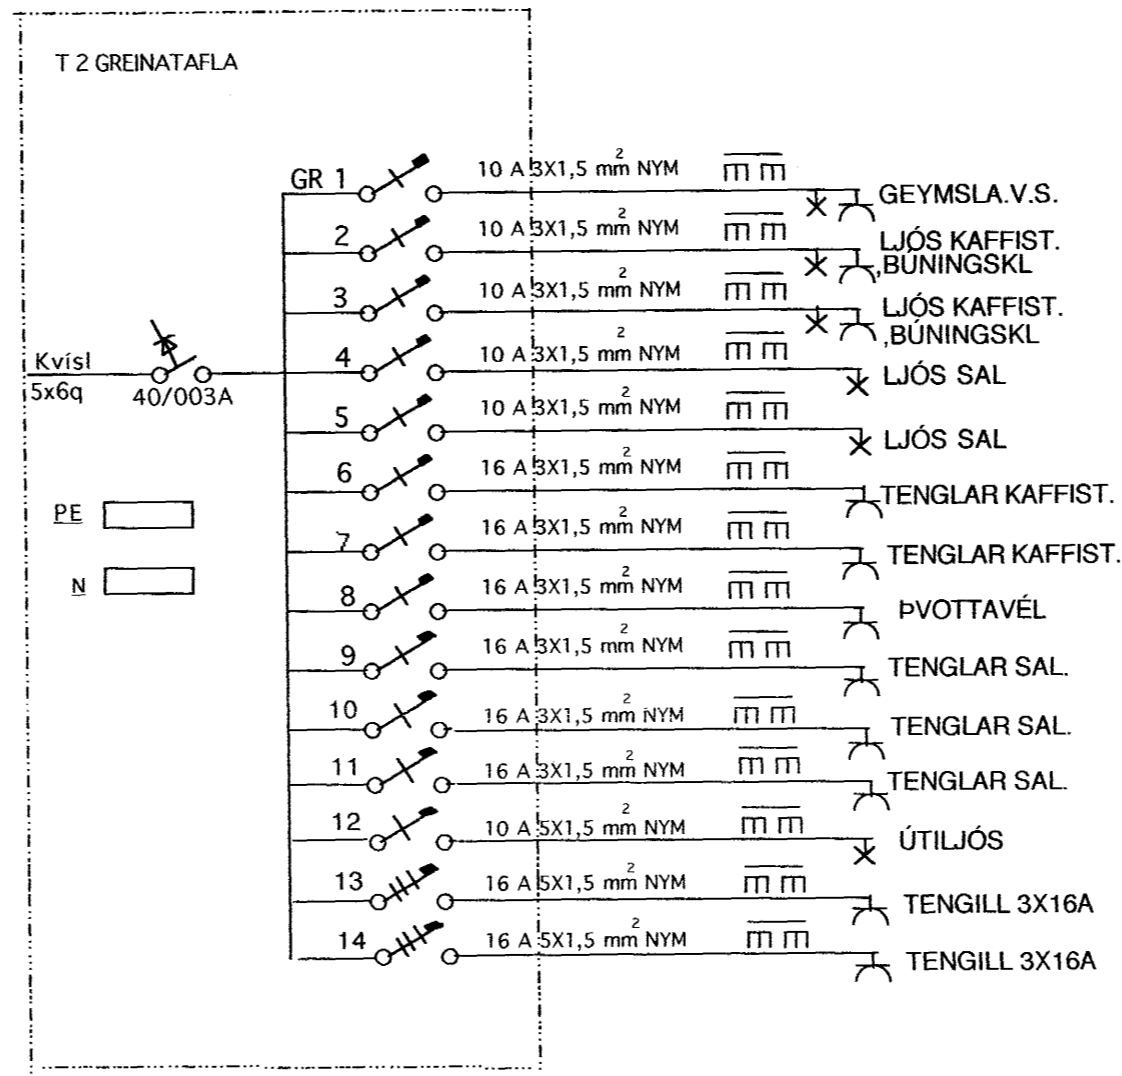 T 2 GREINATAFLA
GR 1 10 A 3X1,5 mm² NYM GEYMSLA.V.S.
2 10 A 3X1,5 mm² NYM LJÓS KAFFIST.
,BÚNINGSKL
3 10 A 3X1,5 mm² NYM LJÓS KAFFIST.
,BÚNINGSKL
4 10 A 3X1,5 mm² NYM LJÓS SAL
Kvísl
5x6q 40/003A
5 10 A 3X1,5 mm² NYM LJÓS SAL
6 16 A 3X1,5 mm² NYM TENGLAR KAFFIST.
PE
7 16 A 3X1,5 mm² NYM TENGLAR KAFFIST.
N
8 16 A 3X1,5 mm² NYM ÞVOTTAVÉL
9 16 A 3X1,5 mm² NYM TENGLAR SAL.
10 16 A 3X1,5 mm² NYM TENGLAR SAL.
11 16 A 3X1,5 mm² NYM TENGLAR SAL.
12 10 A 5X1,5 mm² NYM ÚTILJÓS
13 16 A 5X1,5 mm² NYM TENGILL 3X16A
14 16 A 5X1,5 mm² NYM TENGILL 3X16A